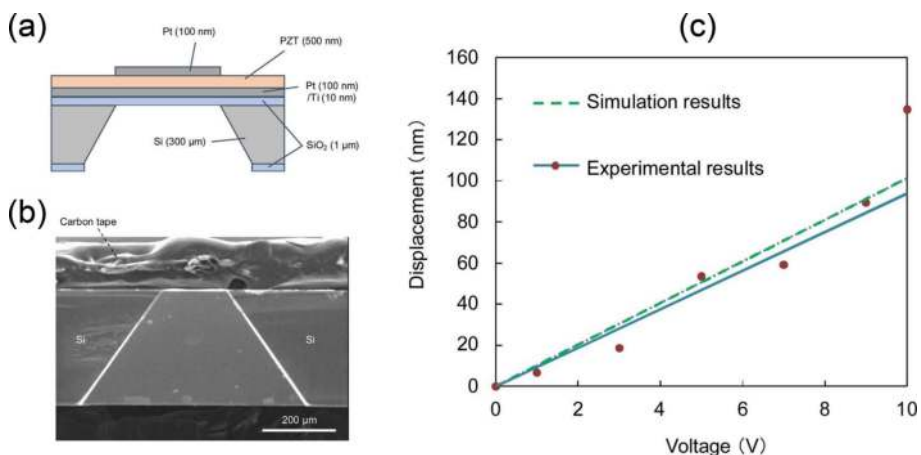 (a)
Pt (100 nm)
PZT (500 nm)
Pt (100 nm)
/Ti (10 nm)
Si (300 μm)
SiO₂ (1 μm)
(b)
Carbon tape
Si
Si
200 μm
(c)
160
140
120
100
80
60
40
20
0
Displacement (nm)
Simulation results
Experimental results
0
2
4
6
8
10
Voltage (V)